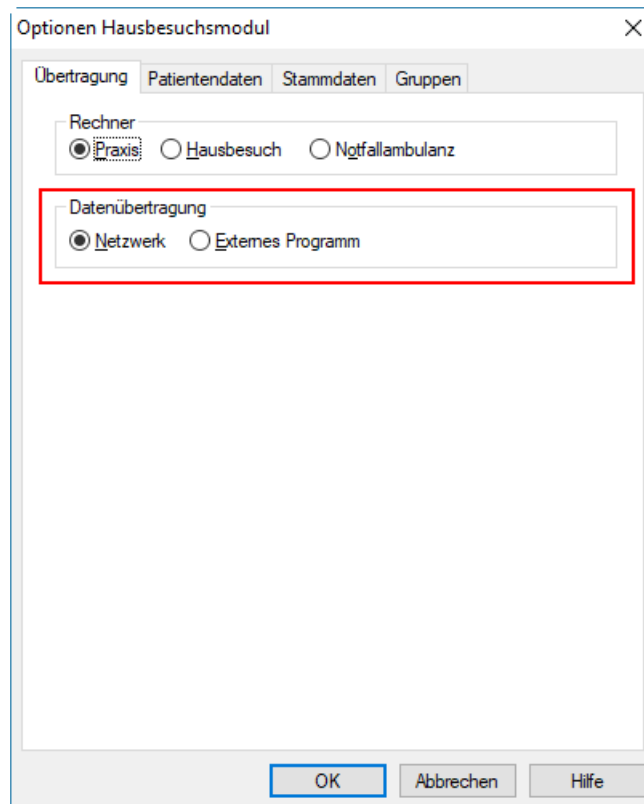 Optionen Hausbesuchsmodul
Übertragung Patientendaten Stammdaten Gruppen
Rechner
Praxis Hausbesuch Notfallambulanz
Datenübertragung
Netzwerk Externes Programm
OK Abbrechen Hilfe